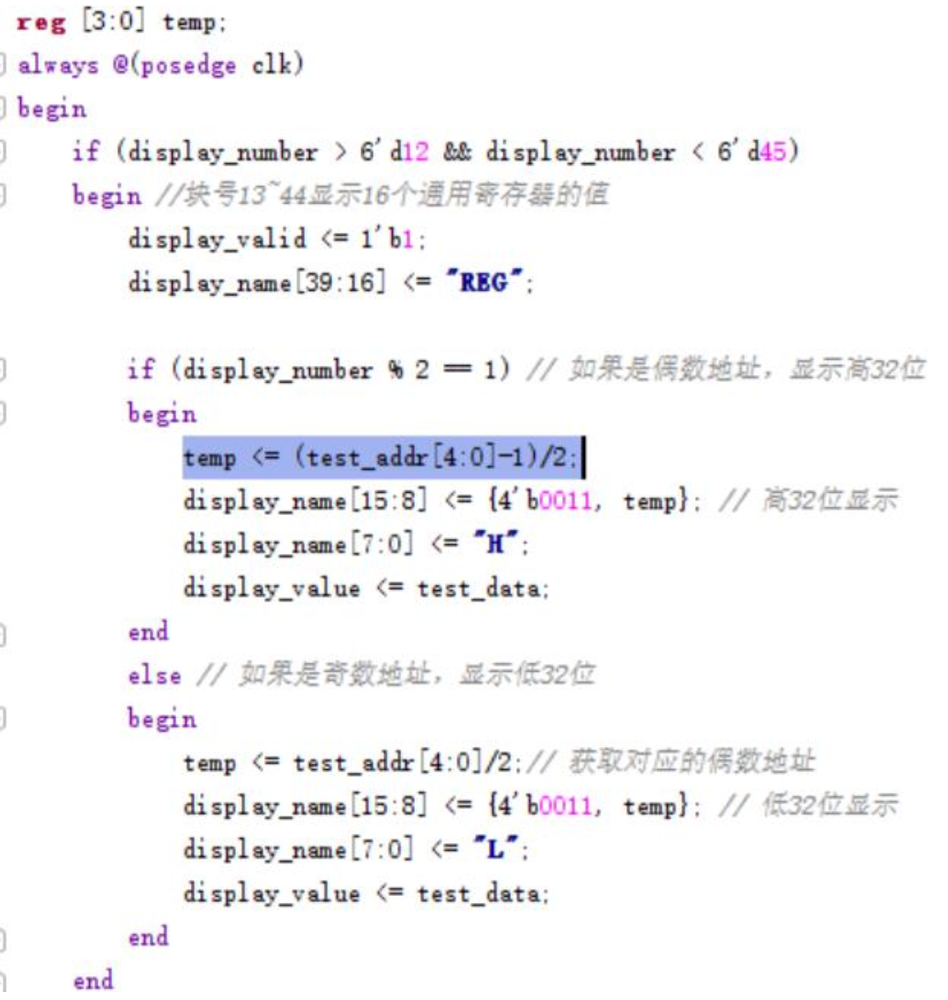 reg [3:0] temp;
always @(posedge clk)
begin
if (display_number > 6'd12 && display_number < 6'd45)
begin //块号13~44显示16个通用寄存器的值
display_valid <= 1'b1;
display_name[39:16] <= "REG";
if (display_number % 2 == 1) // 如果是偶数地址，显示高32位
begin
temp <= (test_addr[4:0]-1)/2;
display_name[15:8] <= {4'b0011, temp}; // 高32位显示
display_name[7:0] <= "H";
display_value <= test_data;
end
else // 如果是奇数地址，显示低32位
begin
temp <= test_addr[4:0]/2;// 获取对应的偶数地址
display_name[15:8] <= {4'b0011, temp}; // 低32位显示
display_name[7:0] <= "L";
display_value <= test_data;
end
end